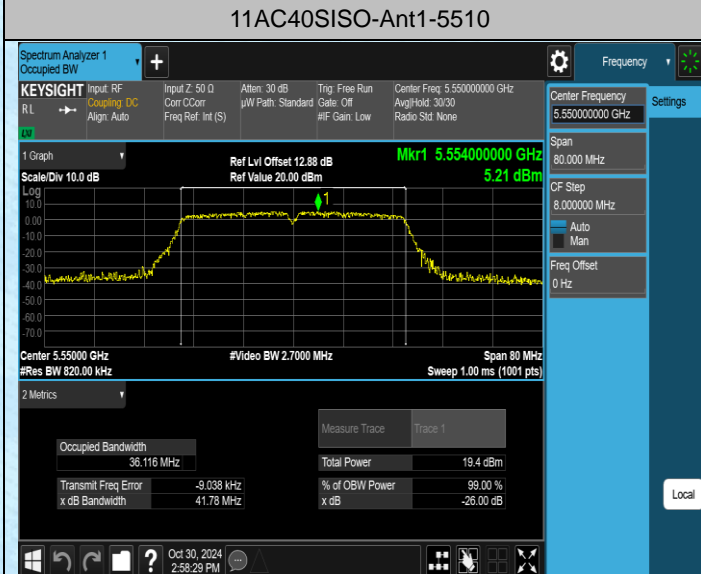 11AC40SISO-Ant1-5510
Spectrum Analyzer 1
Occupied BW
Frequency
KEYSIGHT
RL
LXI
Input: RF
Coupling: DC
Align: Auto
Input Z: 50 Ω
Corr CCorr
Freq Ref: Int (S)
Atten: 30 dB
µW Path: Standard
Trig: Free Run
Gate: Off
#IF Gain: Low
Center Freq: 5.550000000 GHz
Avg|Hold: 30/30
Radio Std: None
Center Frequency
5.550000000 GHz
Settings
Span
80.000 MHz
CF Step
8.000000 MHz
Auto
Man
Freq Offset
0 Hz
1 Graph
Scale/Div 10.0 dB
Ref Lvl Offset 12.88 dB
Ref Value 20.00 dBm
Mkr1 5.554000000 GHz
5.21 dBm
Log
10.0
0.00
-10.0
-20.0
-30.0
-40.0
-50.0
-60.0
-70.0
1
Center 5.55000 GHz
#Video BW 2.7000 MHz
Span 80 MHz
#Res BW 820.00 kHz
Sweep 1.00 ms (1001 pts)
2 Metrics
Measure Trace Trace 1
Occupied Bandwidth
36.116 MHz
Total Power 19.4 dBm
Transmit Freq Error -9.038 kHz
% of OBW Power 99.00 %
x dB Bandwidth 41.78 MHz
x dB -26.00 dB
Local
?
Oct 30, 2024
2:58:29 PM